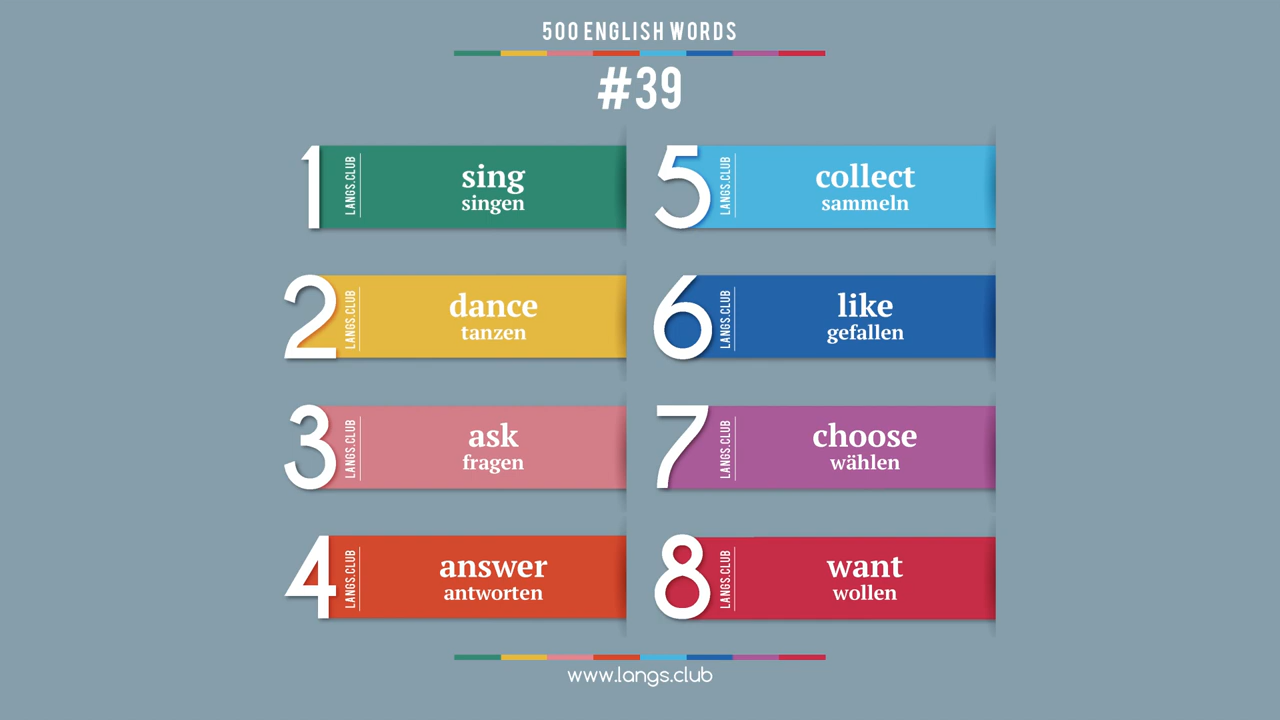 500 ENGLISH WORDS
#39
1
LANGS.CLUB
sing
singen
2
LANGS.CLUB
dance
tanzen
3
LANGS.CLUB
ask
fragen
4
LANGS.CLUB
answer
antworten
5
LANGS.CLUB
collect
sammeln
6
LANGS.CLUB
like
gefallen
7
LANGS.CLUB
choose
wählen
8
LANGS.CLUB
want
wollen
www.langs.club